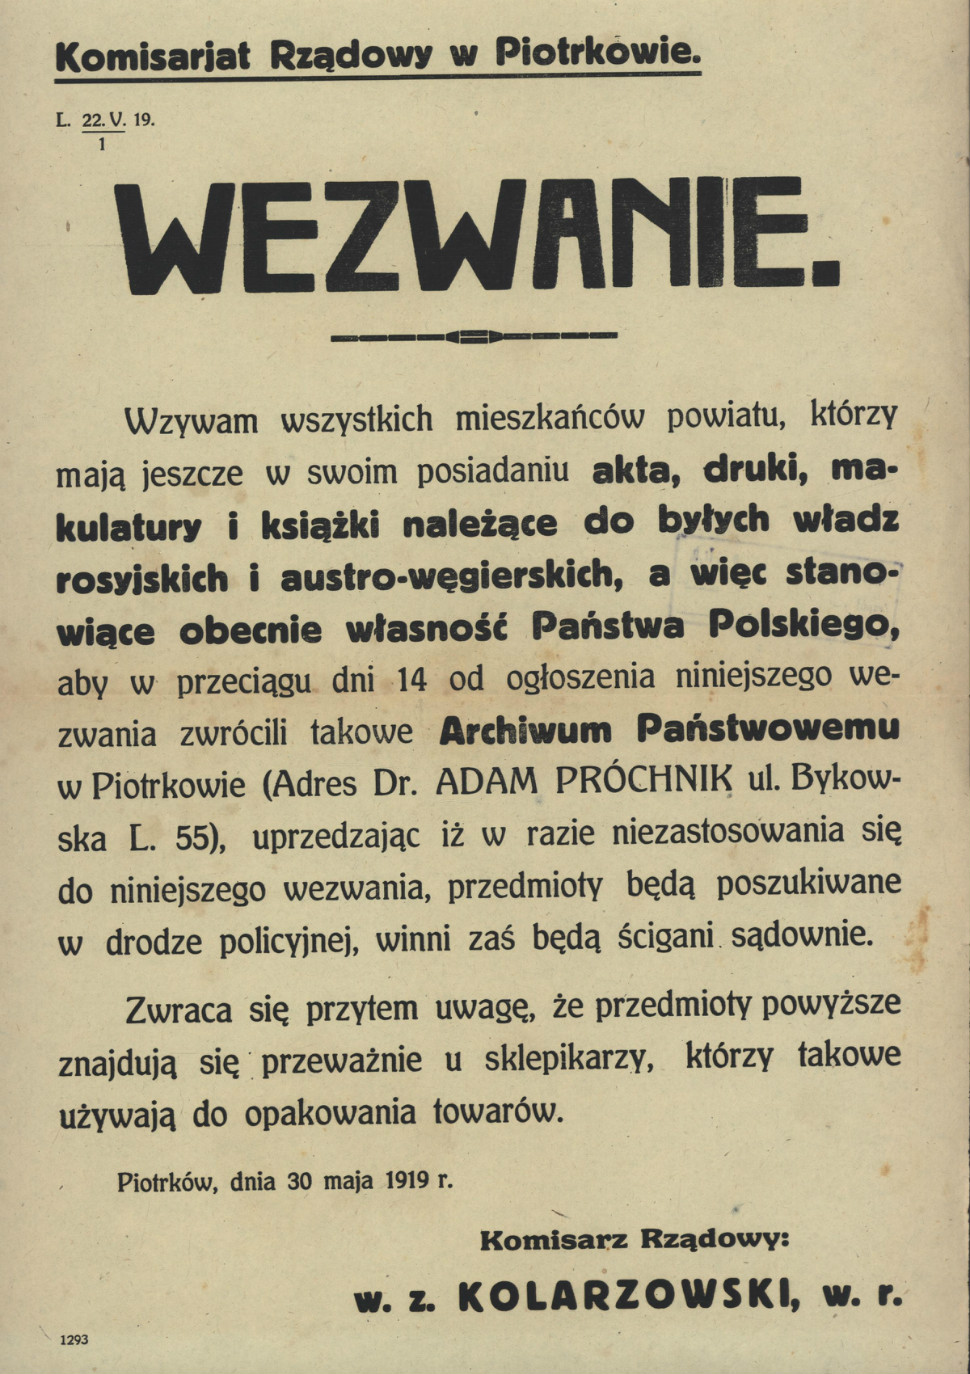 Komisarjat Rządowy w Piotrkowie.
L. 22. V. 19.
1
WEZWANIE.
Wzywam wszystkich mieszkańców powiatu, którzy
mają jeszcze w swoim posiadaniu akta, druki, ma-
kulatury i książki należące do byłych władz
rosyjskich i austro-węgierskich, a więc stano-
wiące obecnie własność Państwa Polskiego,
aby w przeciągu dni 14 od ogłoszenia niniejszego we-
zwania zwrócili takowe Archiwum Państwowemu
w Piotrkowie (Adres Dr. ADAM PRÓCHNIK ul. Bykow-
ska L. 55), uprzedzając iż w razie niezastosowania się
do niniejszego wezwania, przedmioty będą poszukiwane
w drodze policyjnej, winni zaś będą ścigani sądownie.
Zwraca się przytem uwagę, że przedmioty powyższe
znajdują się przeważnie u sklepikarzy, którzy takowe
używają do opakowania towarów.
Piotrków, dnia 30 maja 1919 r.
Komisarz Rządowy:
w. z. KOLARZOWSKI, w. r.
1293